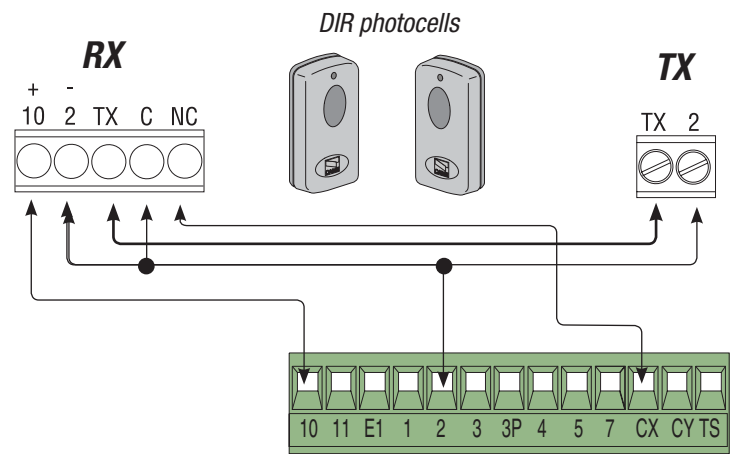 DIR photocells
RX
TX
+ -
10 2 TX C NC
TX 2
10 11 E1 1 2 3 3P 4 5 7 CX CY TS